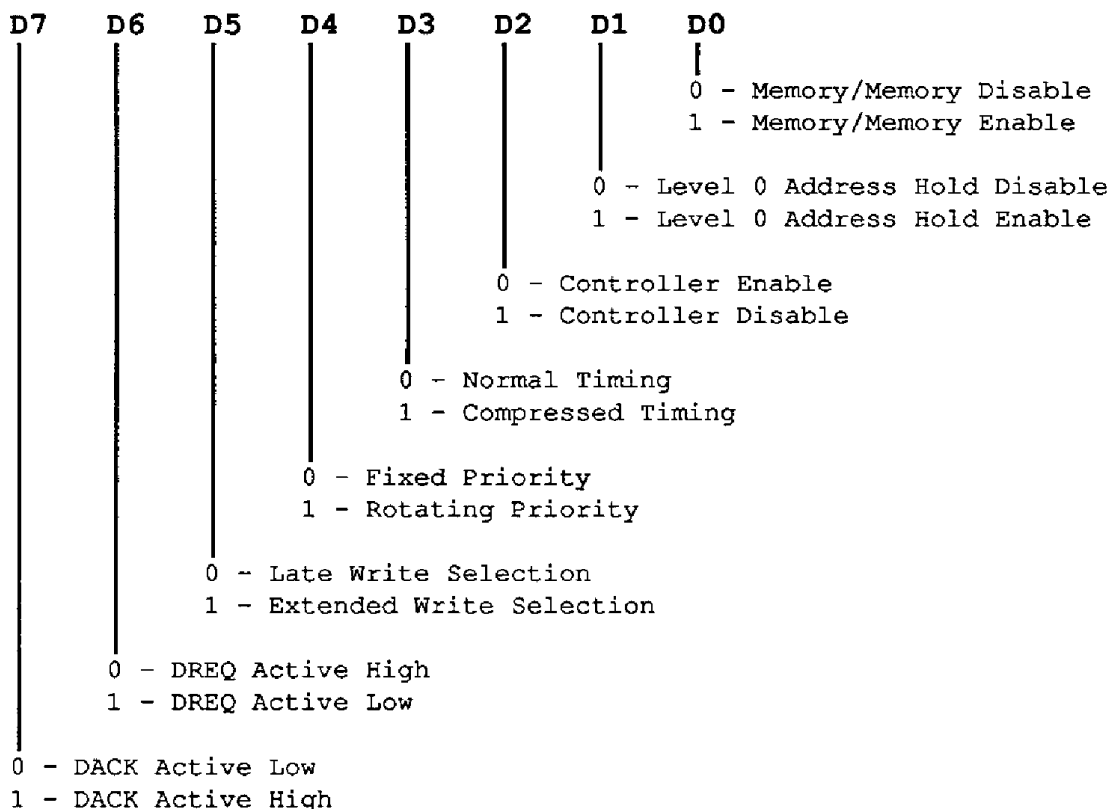 D7 D6 D5 D4 D3 D2 D1 D0
0 - Memory/Memory Disable
1 - Memory/Memory Enable
0 - Level 0 Address Hold Disable
1 - Level 0 Address Hold Enable
0 - Controller Enable
1 - Controller Disable
0 - Normal Timing
1 - Compressed Timing
0 - Fixed Priority
1 - Rotating Priority
0 - Late Write Selection
1 - Extended Write Selection
0 - DREQ Active High
1 - DREQ Active Low
0 - DACK Active Low
1 - DACK Active High